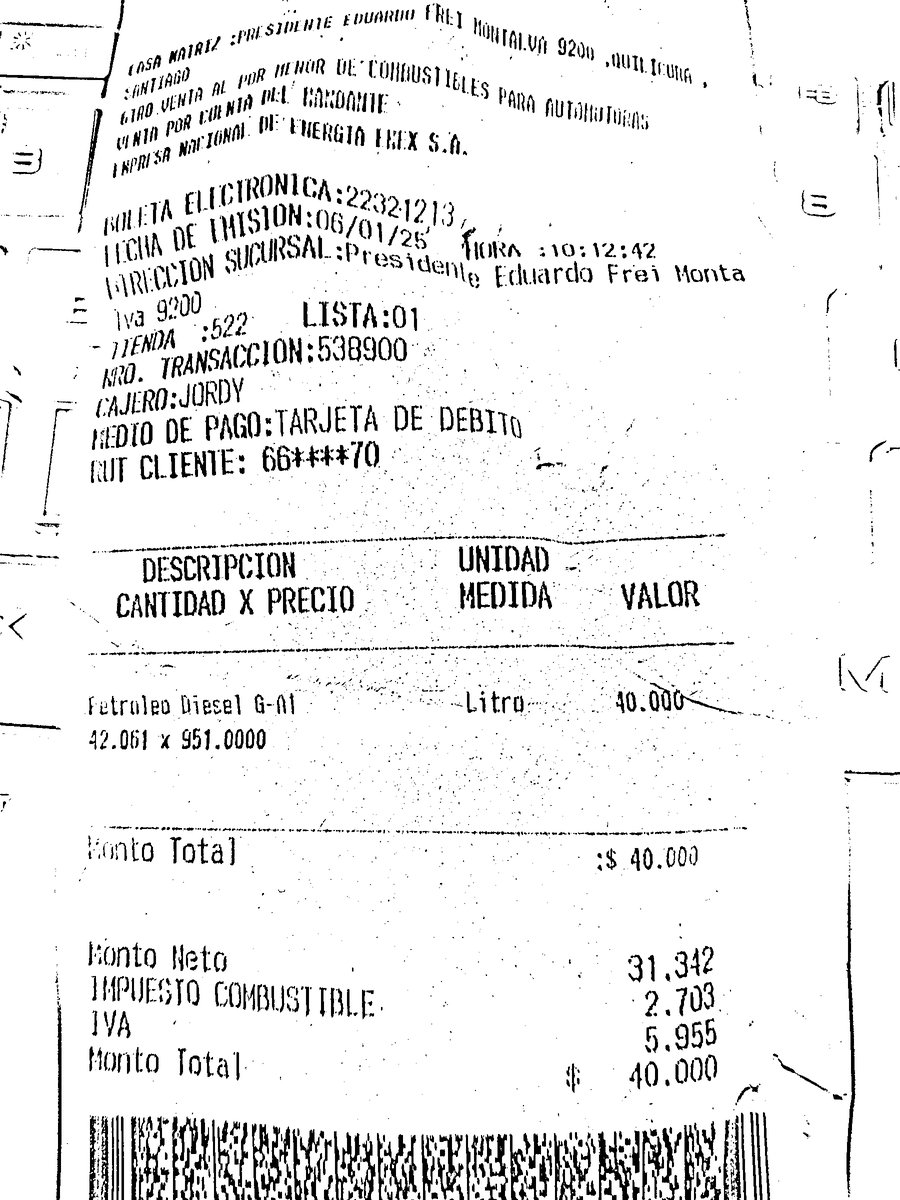 CASA MATRIZ :PRESIDENTE EDUARDO FREI MONTALVA 9200 ,QUILICURA ,
SANTIAGO
GIRO VENTA AL POR MENOR DE COMBUSTIBLES PARA AUTOMOTORAS
VENTA POR CUENTA DEL MANDANTE
EMPRESA NACIONAL DE ENERGIA ENEX S.A.
BOLETA ELECTRONICA:22321213
FECHA DE EMISION:06/01/25 HORA :10:12:42
DIRECCION SUCURSAL:Presidente Eduardo Frei Monta
lva 9200
TIENDA :522 LISTA:01
NRO. TRANSACCION:538900
CAJERO:JORDY
MEDIO DE PAGO:TARJETA DE DEBITO
RUT CLIENTE: 66****70
DESCRIPCION UNIDAD
CANTIDAD X PRECIO MEDIDA VALOR
Petroleo Diesel G-A1 Litro 40.000
42.061 x 951.0000
Monto Total :$ 40.000
Monto Neto 31.342
IMPUESTO COMBUSTIBLE 2.703
IVA 5.955
Monto Total $ 40.000